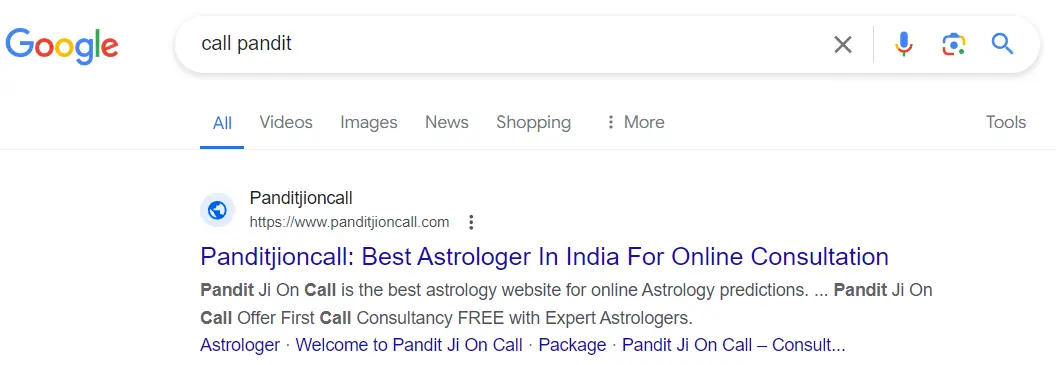 Google
call pandit
All Videos Images News Shopping More Tools
Panditjioncall
https://www.panditjioncall.com
Panditjioncall: Best Astrologer In India For Online Consultation
Pandit Ji On Call is the best astrology website for online Astrology predictions. ... Pandit Ji On
Call Offer First Call Consultancy FREE with Expert Astrologers.
Astrologer · Welcome to Pandit Ji On Call · Package · Pandit Ji On Call – Consult...